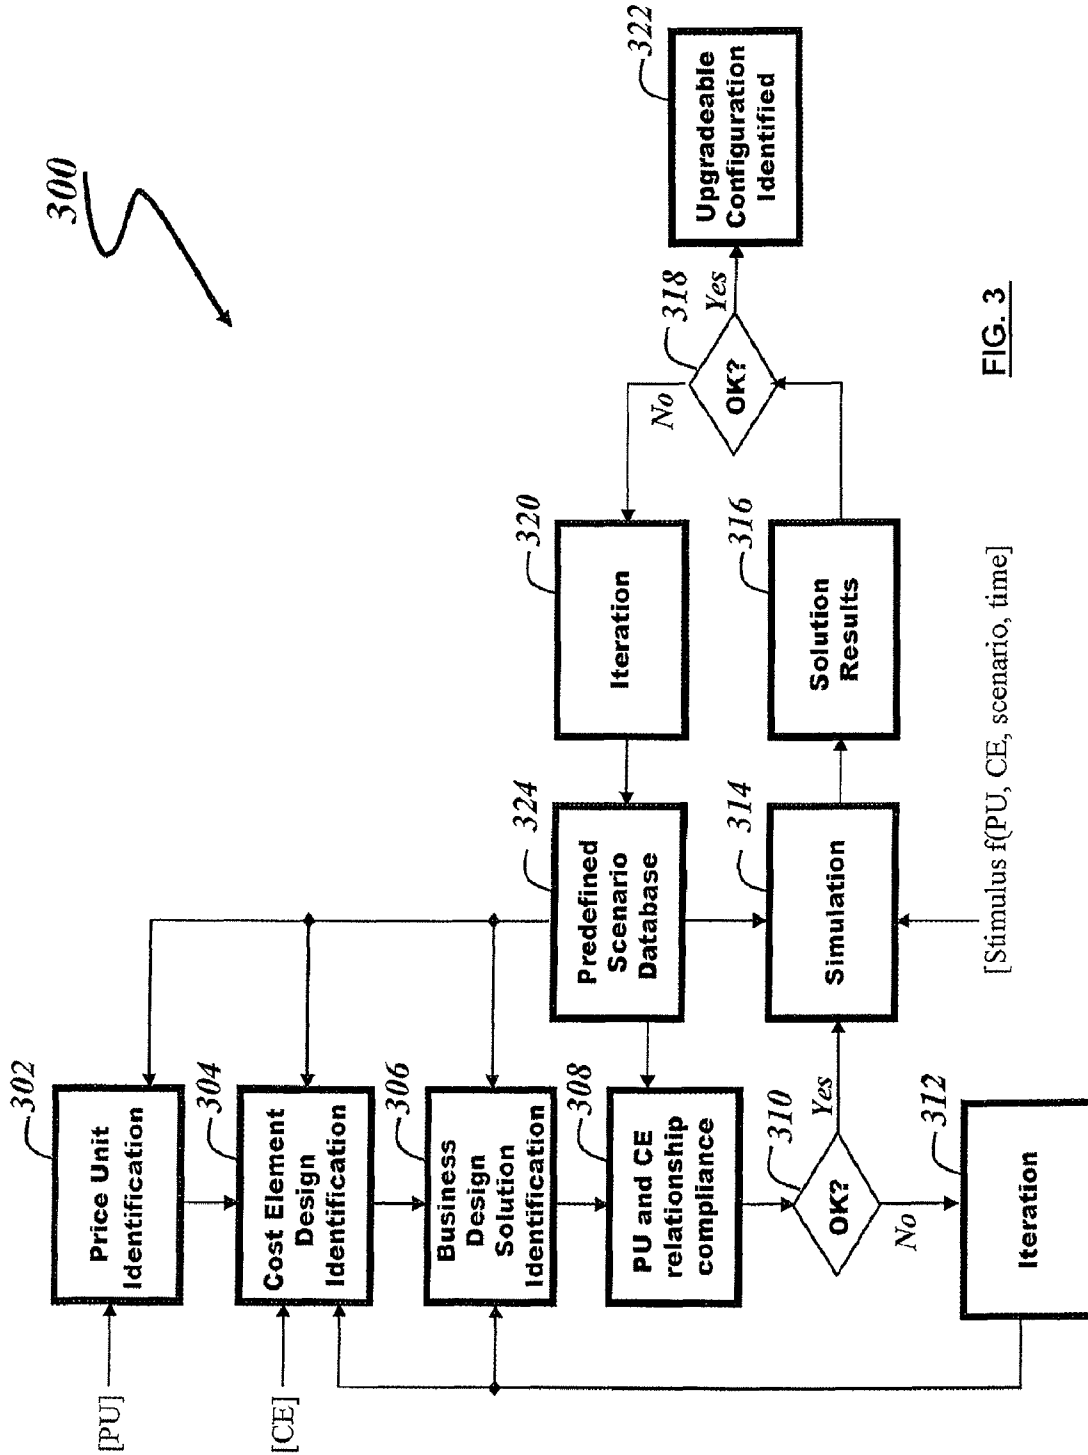 300
302
Price Unit
Identification
[PU]
304
Cost Element
Design
Identification
[CE]
306
Business
Design
Solution
Identification
308
PU and CE
relationship
compliance
310
OK?
Yes
No
312
Iteration
324
Predefined
Scenario
Database
314
Simulation
[Stimulus f(PU, CE, scenario, time]
320
Iteration
316
Solution
Results
318
OK?
No
Yes
322
Upgradeable
Configuration
Identified
FIG. 3